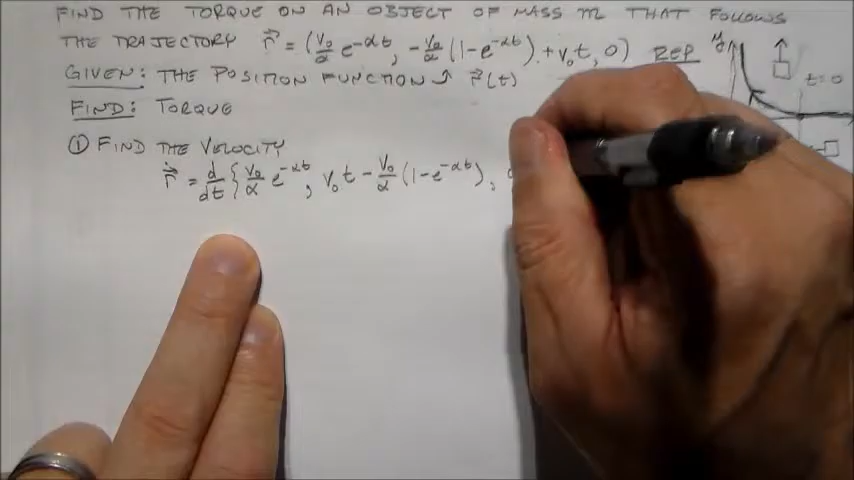 FIND THE TORQUE ON AN OBJECT OF MASS m THAT FOLLOWS
THE TRAJECTORY r⃗ = (v₀/α e^-αt, -v₀/α (1-e^-αt) + v₀t, 0) REP
GIVEN: THE POSITION FUNCTION r⃗(t)
t=0
FIND: TORQUE
① FIND THE VELOCITY
ṙ⃗ = d/dt { v₀/α e^-αt, v₀t - v₀/α (1-e^-αt),